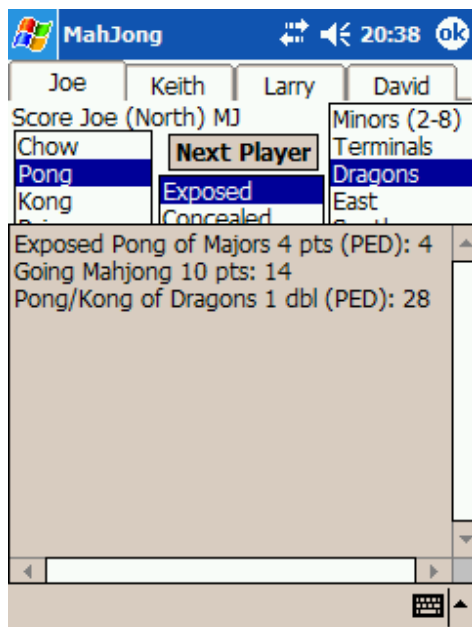 MahJong 20:38 ok
Joe Keith Larry David
Score Joe (North) MJ
Chow
Pong
Kong
Next Player
Exposed
Concealed
Minors (2-8)
Terminals
Dragons
East
Exposed Pong of Majors 4 pts (PED): 4
Going Mahjong 10 pts: 14
Pong/Kong of Dragons 1 dbl (PED): 28